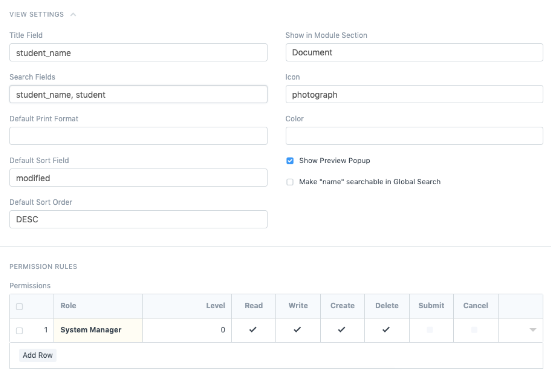 VIEW SETTINGS
Title Field
student_name
Show in Module Section
Document
Search Fields
student_name, student
Icon
photograph
Default Print Format
Color
Default Sort Field
modified
Show Preview Popup
Make "name" searchable in Global Search
Default Sort Order
DESC
PERMISSION RULES
Permissions
Role Level Read Write Create Delete Submit Cancel
1 System Manager 0
Add Row